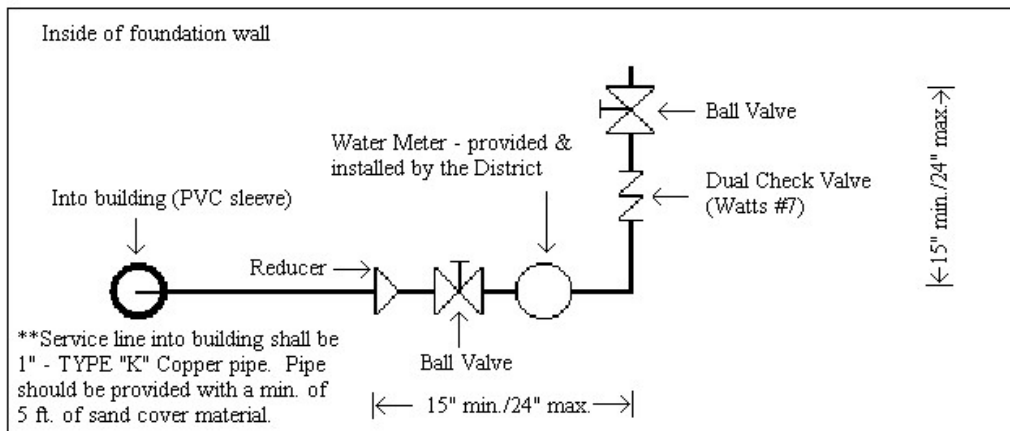 Inside of foundation wall
Ball Valve
15" min./24" max.
Water Meter - provided &
installed by the District
Dual Check Valve
(Watts #7)
Into building (PVC sleeve)
Reducer
**Service line into building shall be
1" - TYPE "K" Copper pipe.  Pipe
should be provided with a min. of
5 ft. of sand cover material.
Ball Valve
15" min./24" max.